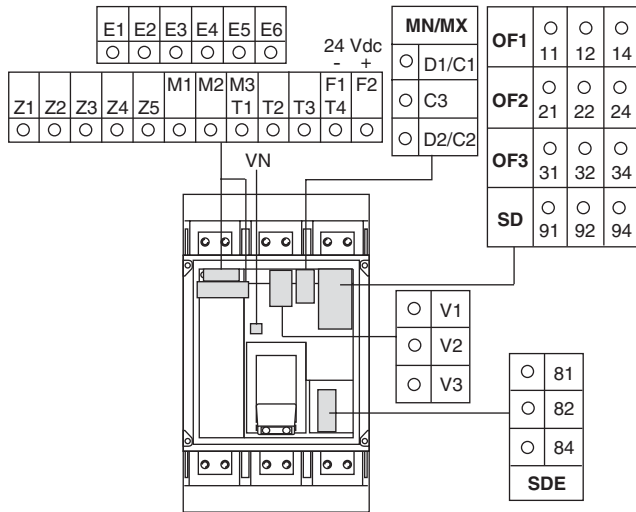 E1 E2 E3 E4 E5 E6
24 Vdc
- +
M1 M2 M3 F1 F2
Z1 Z2 Z3 Z4 Z5 T1 T2 T3 T4
VN
MN/MX
D1/C1
C3
D2/C2
OF1 11 12 14
OF2 21 22 24
OF3 31 32 34
SD 91 92 94
V1
V2
V3
81
82
84
SDE